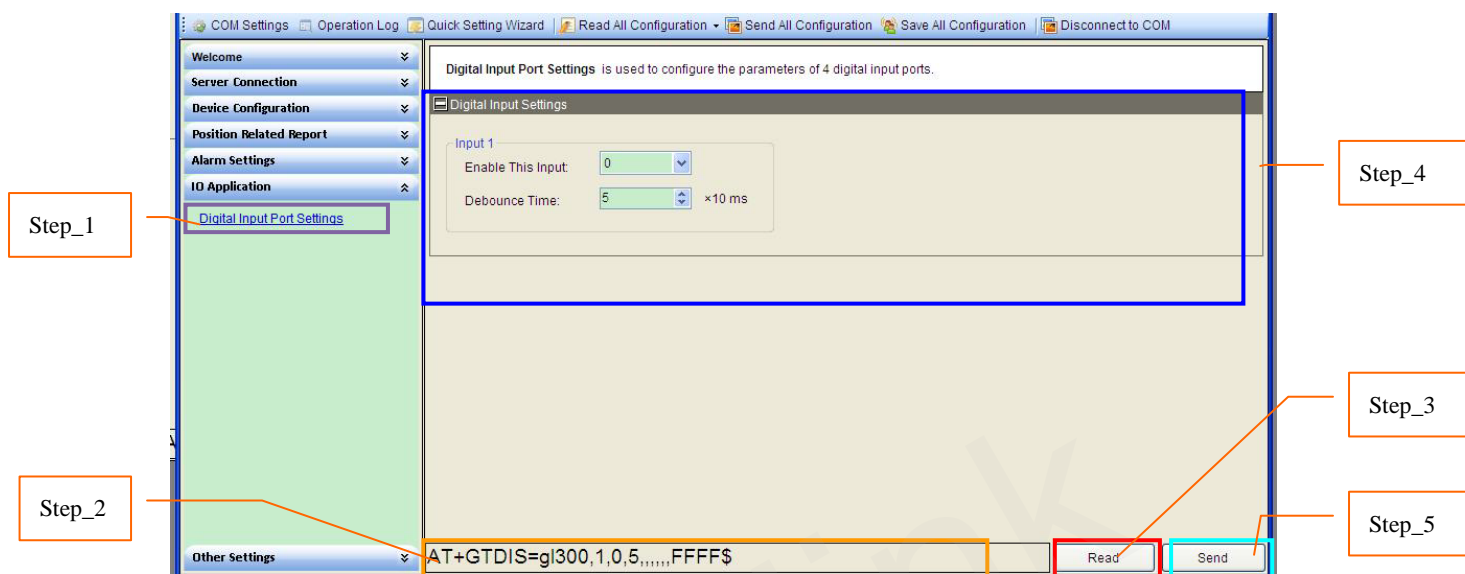 COM Settings Operation Log Quick Setting Wizard Read All Configuration Send All Configuration Save All Configuration Disconnect to COM
Welcome
Server Connection
Device Configuration
Position Related Report
Alarm Settings
IO Application
Digital Input Port Settings
Digital Input Port Settings is used to configure the parameters of 4 digital input ports.
Digital Input Settings
Input 1
Enable This Input: 0
Debounce Time: 5 ×10 ms
Step_1
Step_4
Step_3
Step_2
Step_5
Other Settings
AT+GTDIS=gl300,1,0,5,,,,,,FFFF$
Read
Send